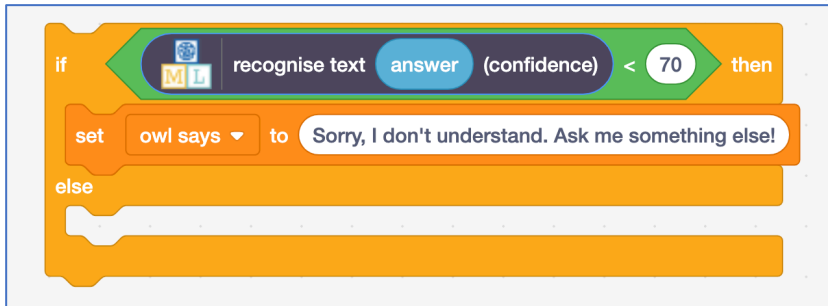 if ML recognise text answer (confidence) < 70 then
set owl says to Sorry, I don't understand. Ask me something else!
else